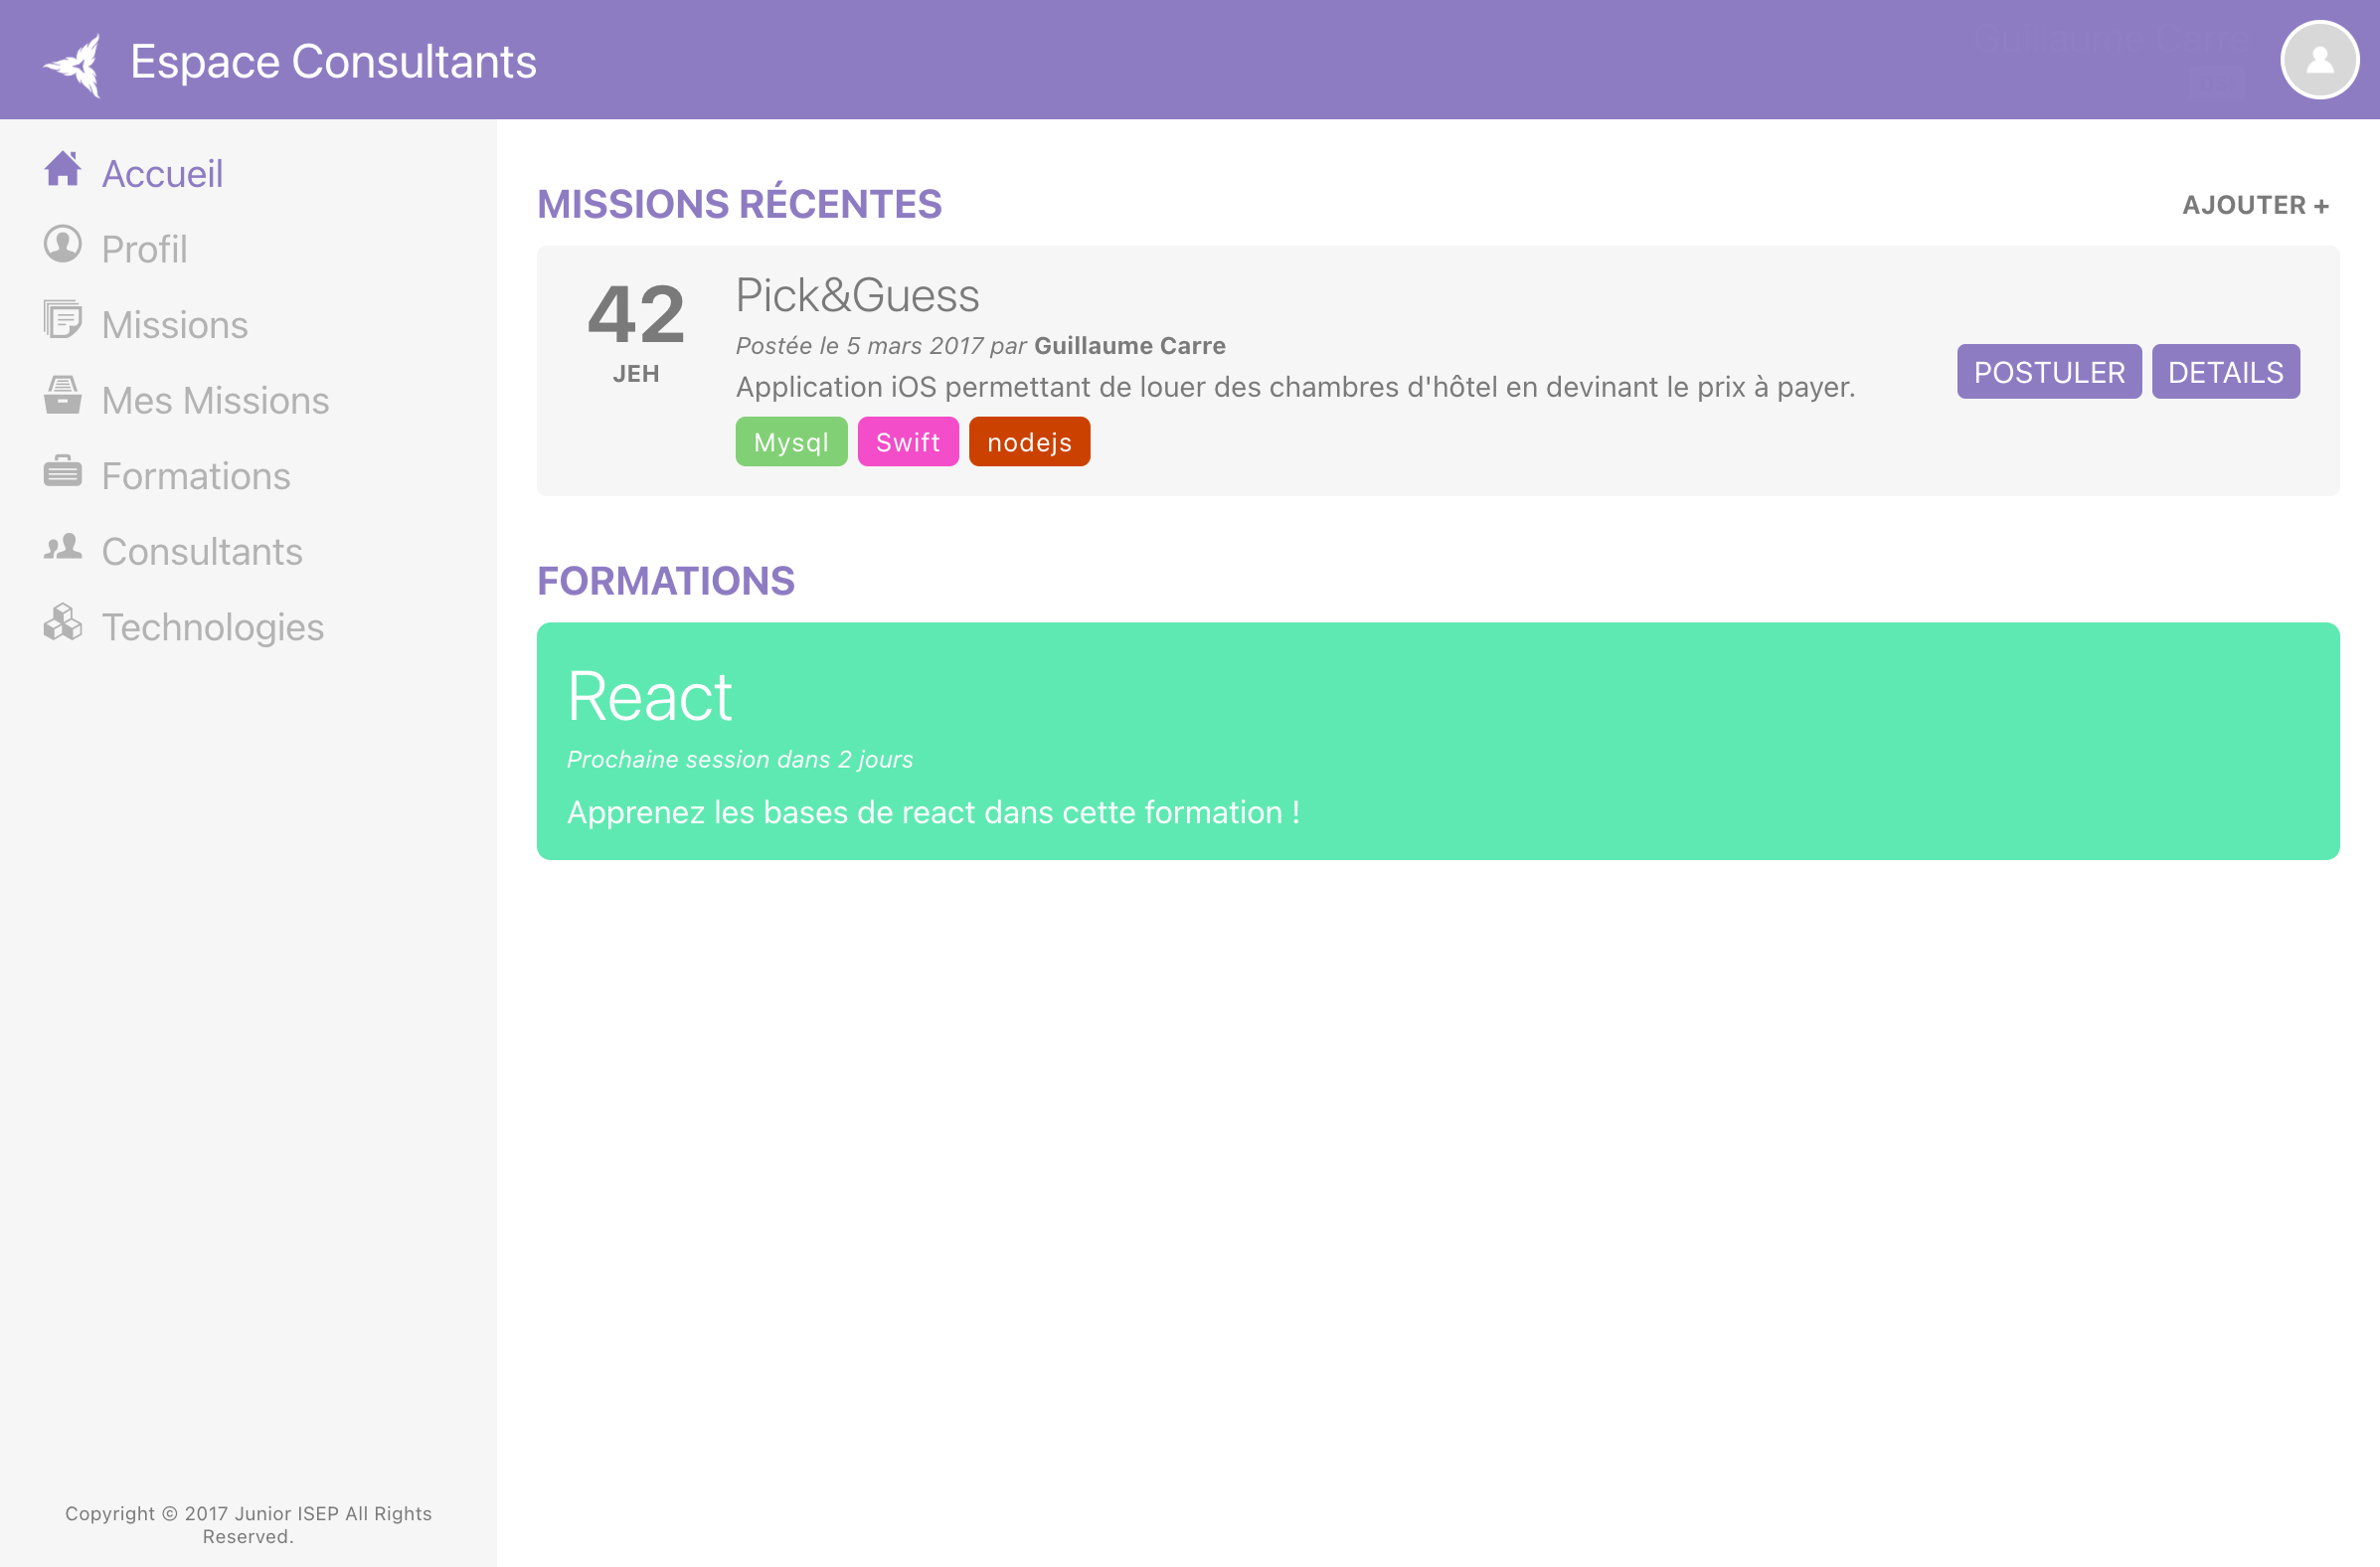 Espace Consultants
Guillaume Carre
Accueil
Profil
Missions
Mes Missions
Formations
Consultants
Technologies
MISSIONS RÉCENTES
AJOUTER +
42
JEH
Pick&Guess
Postée le 5 mars 2017 par Guillaume Carre
Application iOS permettant de louer des chambres d'hôtel en devinant le prix à payer.
Mysql Swift nodejs
POSTULER DETAILS
FORMATIONS
React
Prochaine session dans 2 jours
Apprenez les bases de react dans cette formation !
Copyright © 2017 Junior ISEP All Rights
Reserved.